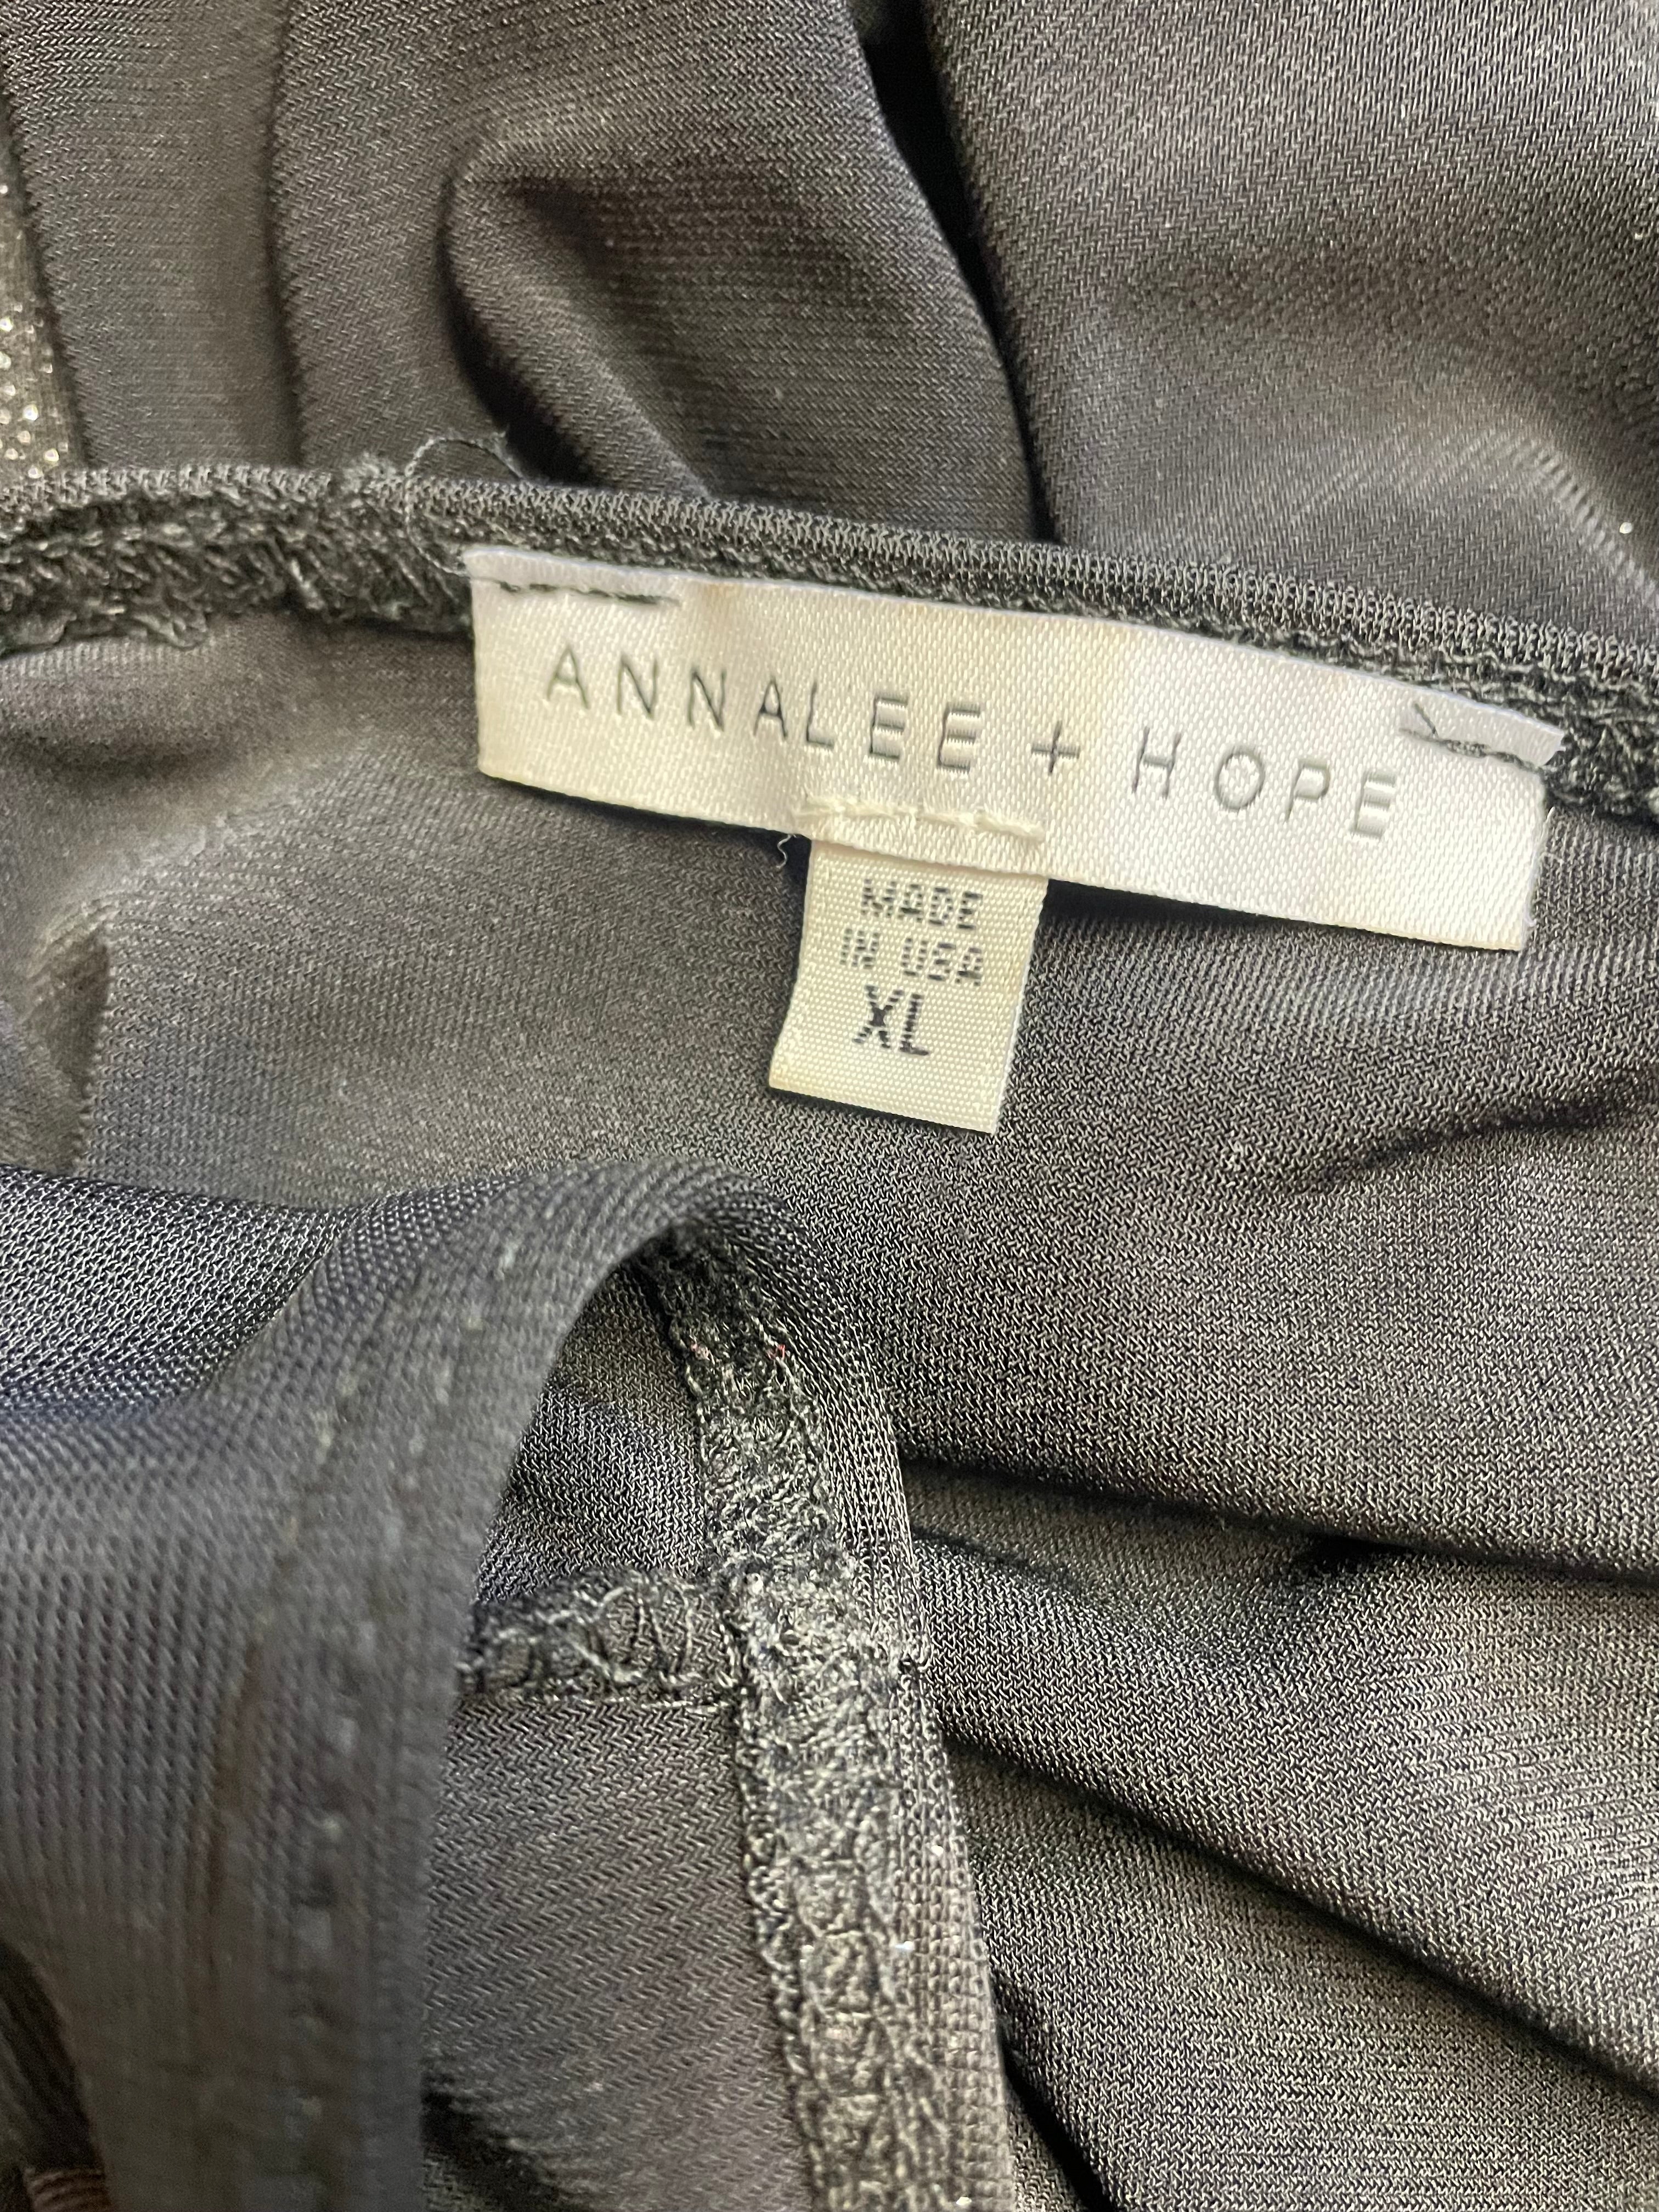 ANNALEE + HOPE
MADE
IN USA
XL